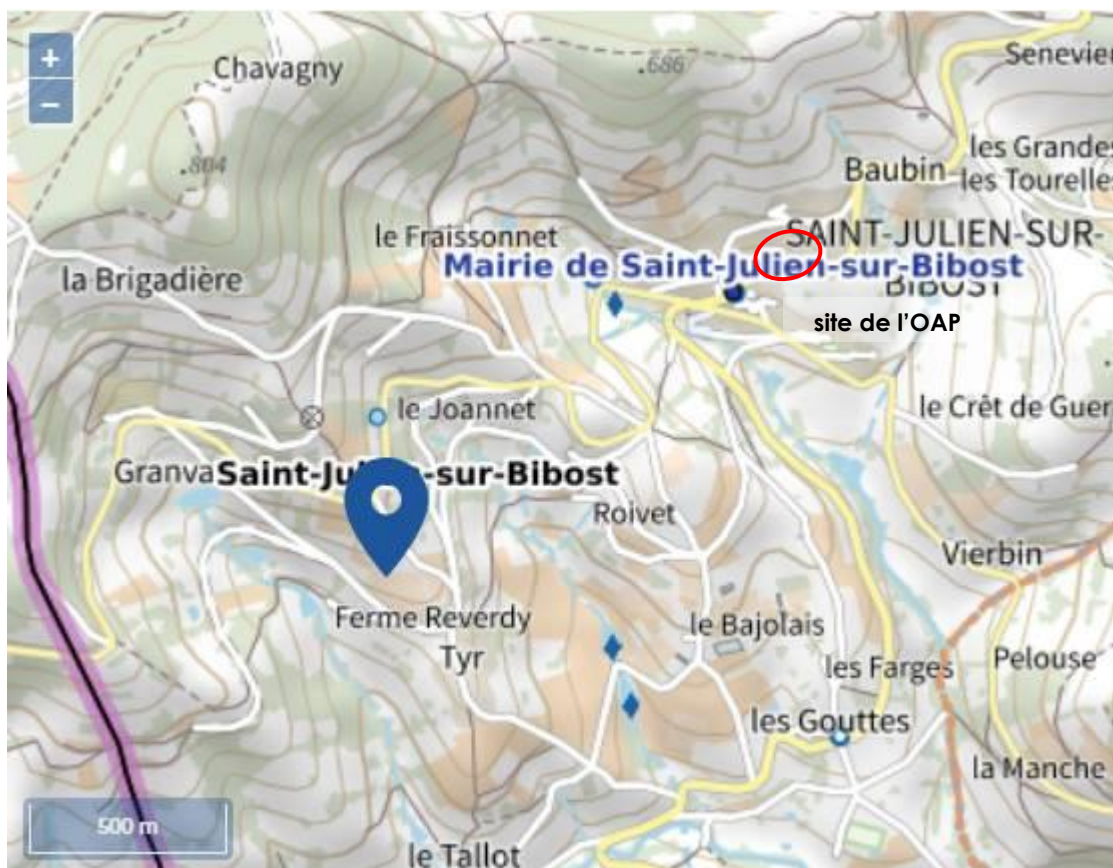 +
−
Chavagny
.686
Senevier
.804
Baubin
les Grandes
les Tourelles
le Fraissonnet
SAINT-JULIEN-SUR-
BIBOST
Mairie de Saint-Julien-sur-Bibost
la Brigadière
site de l'OAP
le Joannet
le Crêt de Guer
Granva
Saint-Julien-sur-Bibost
Roivet
Vierbin
Ferme Reverdy
Tyr
le Bajolais
les Farges
Pelouse
les Gouttes
la Manche
500 m
le Tallot